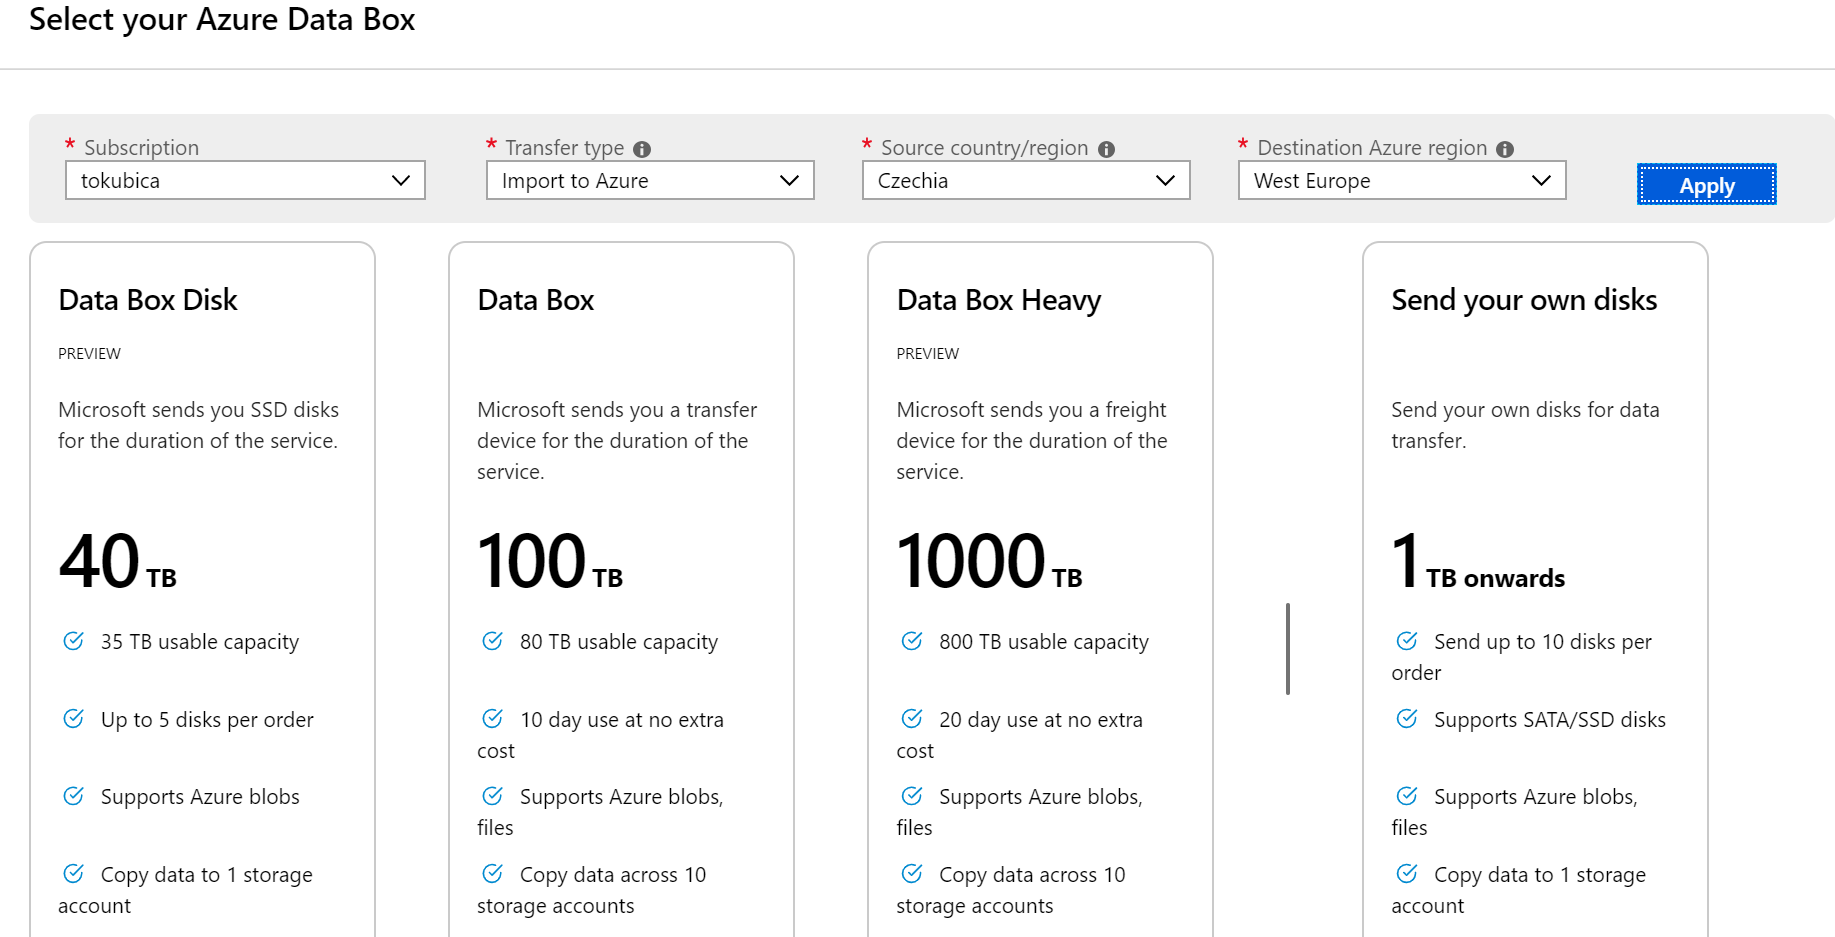 Select your Azure Data Box
* Subscription
tokubica
* Transfer type
Import to Azure
* Source country/region
Czechia
* Destination Azure region
West Europe
Apply
Data Box Disk
PREVIEW
Microsoft sends you SSD disks
for the duration of the service.
40 TB
35 TB usable capacity
Up to 5 disks per order
Supports Azure blobs
Copy data to 1 storage
account
Data Box
Microsoft sends you a transfer
device for the duration of the
service.
100 TB
80 TB usable capacity
10 day use at no extra
cost
Supports Azure blobs,
files
Copy data across 10
storage accounts
Data Box Heavy
PREVIEW
Microsoft sends you a freight
device for the duration of the
service.
1000 TB
800 TB usable capacity
20 day use at no extra
cost
Supports Azure blobs,
files
Copy data across 10
storage accounts
Send your own disks
Send your own disks for data
transfer.
1 TB onwards
Send up to 10 disks per
order
Supports SATA/SSD disks
Supports Azure blobs,
files
Copy data to 1 storage
account